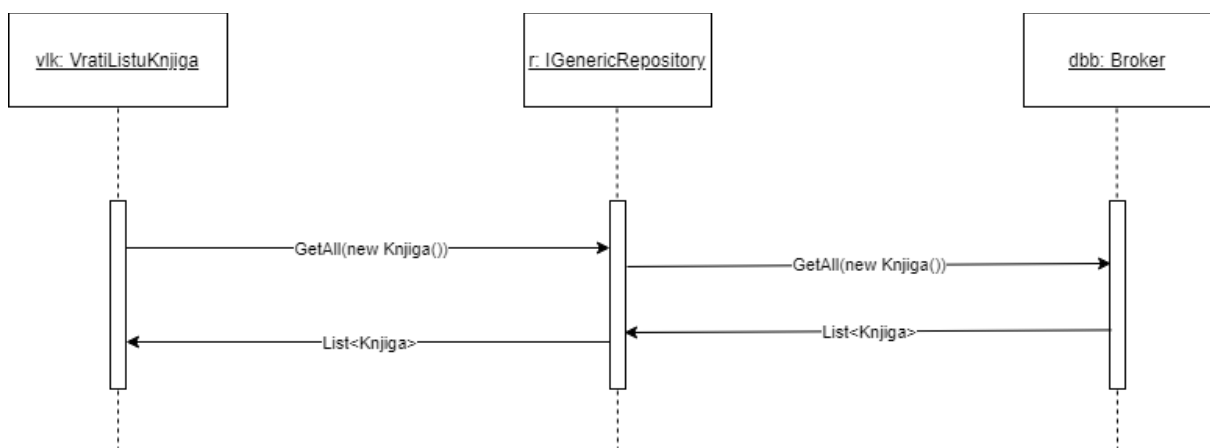 vlk: VratiListuKnjiga
r: IGenericRepository
dbb: Broker
GetAll(new Knjiga())
GetAll(new Knjiga())
List<Knjiga>
List<Knjiga>